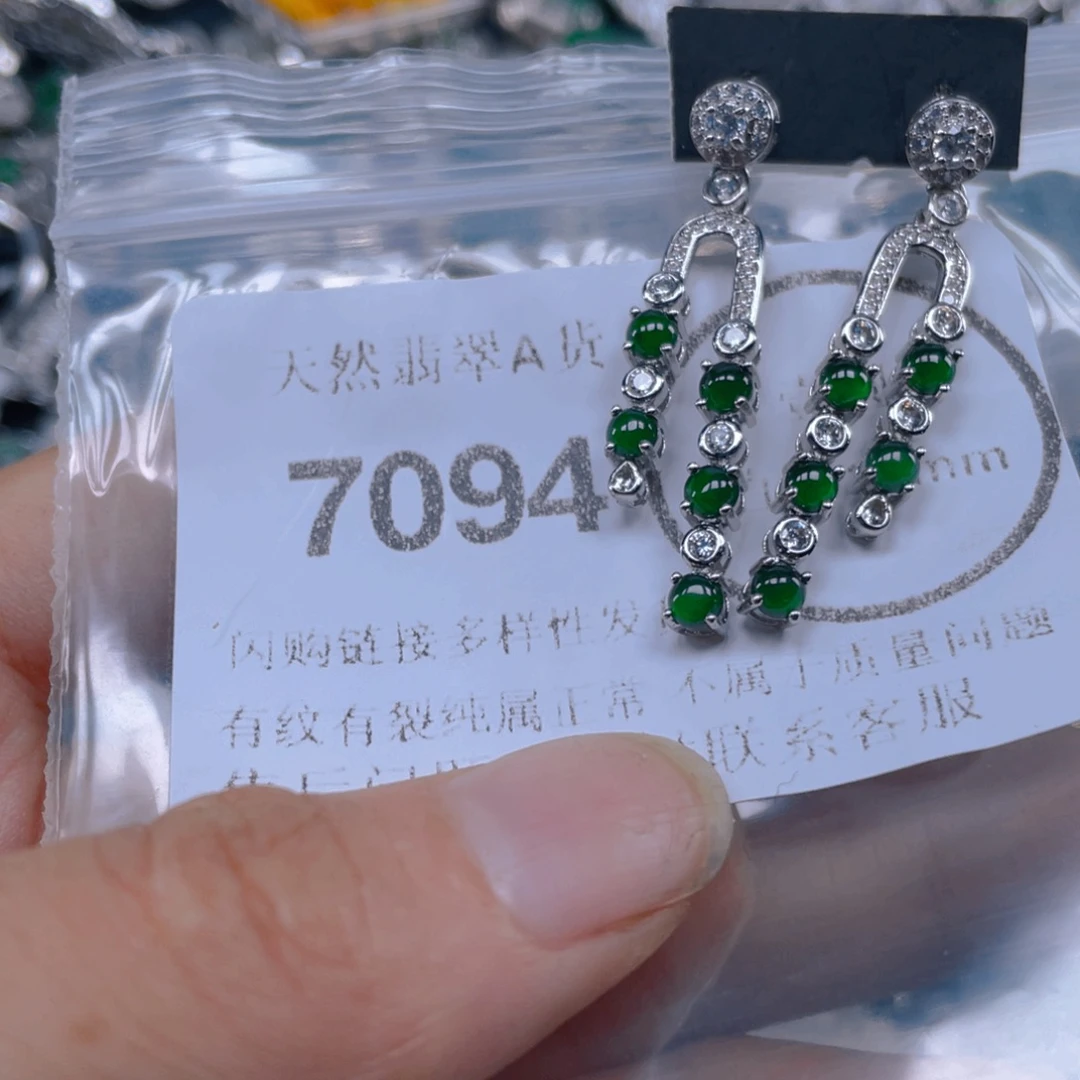 天然翡翠A货
7094
mm
闪购链接多样性发
有纹有裂纯属正常 不属于质量问题
联系客服